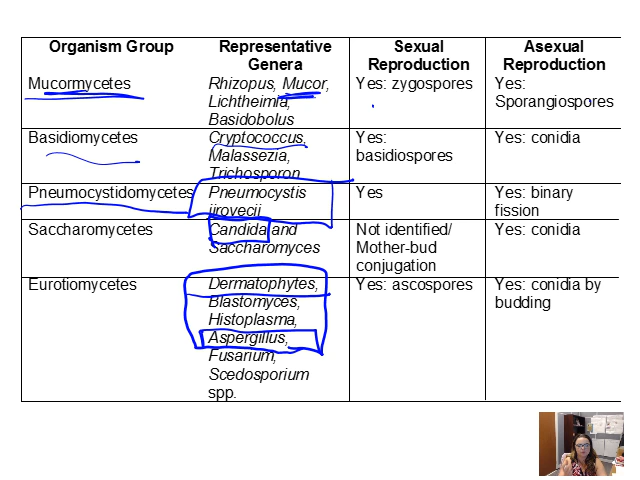 Organism Group Representative Genera Sexual Reproduction Asexual Reproduction
Mucormycetes Rhizopus, Mucor, Yes: zygospores Yes:
Lichtheimia, Sporangiospores
Basidobolus
Basidiomycetes Cryptococcus, Yes: Yes: conidia
Malassezia, basidiospores
Trichosporon
Pneumocystidomycetes Pneumocystis Yes Yes: binary
jirovecii fission
Saccharomycetes Candida and Not identified/ Yes: conidia
Saccharomyces Mother-bud
conjugation
Eurotiomycetes Dermatophytes, Yes: ascospores Yes: conidia by
Blastomyces, budding
Histoplasma,
Aspergillus,
Fusarium,
Scedosporium
spp.